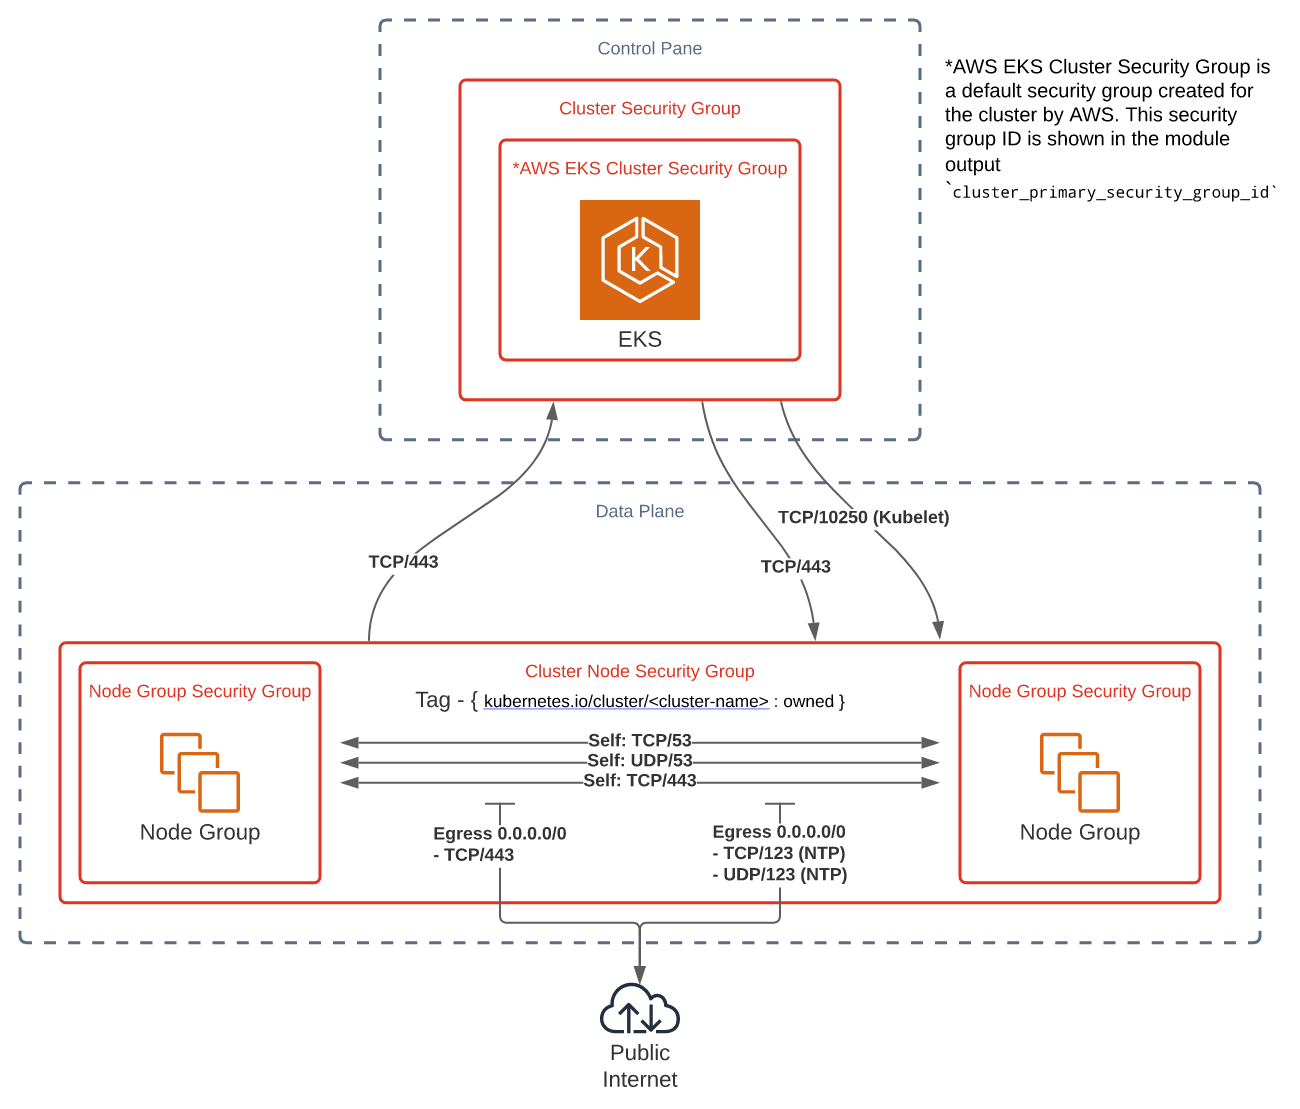 Control Pane
*AWS EKS Cluster Security Group is
a default security group created for
the cluster by AWS. This security
group ID is shown in the module
output
`cluster_primary_security_group_id`
Cluster Security Group
*AWS EKS Cluster Security Group
K
EKS
Data Plane
TCP/10250 (Kubelet)
TCP/443
TCP/443
Cluster Node Security Group
Tag - { kubernetes.io/cluster/<cluster-name> : owned }
Node Group Security Group
Node Group Security Group
Self: TCP/53
Self: UDP/53
Self: TCP/443
Node Group
Node Group
Egress 0.0.0.0/0
- TCP/443
Egress 0.0.0.0/0
- TCP/123 (NTP)
- UDP/123 (NTP)
Public
Internet